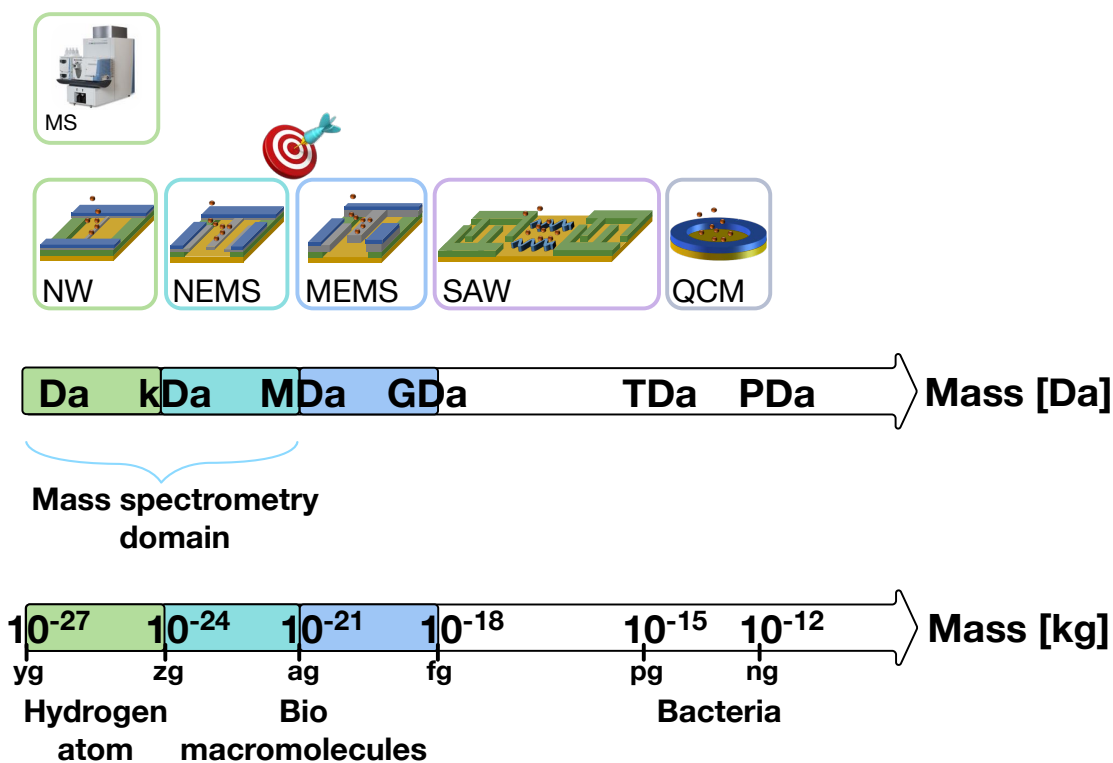 MS
NW
NEMS
MEMS
SAW
QCM
Da kDa MDa GDa TDa PDa Mass [Da]
Mass spectrometry
domain
10⁻²⁷ 10⁻²⁴ 10⁻²¹ 10⁻¹⁸ 10⁻¹⁵ 10⁻¹² Mass [kg]
yg zg ag fg pg ng
Hydrogen
atom
Bio
macromolecules
Bacteria